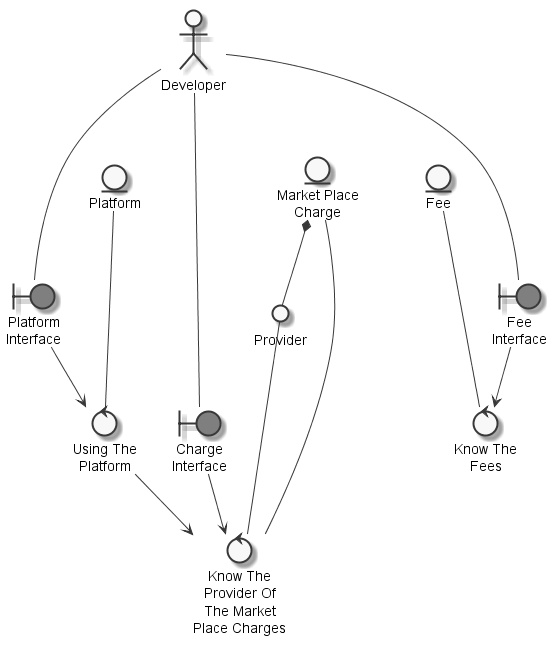 Developer
Platform
Market Place
Charge
Fee
Platform
Interface
Fee
Interface
Provider
Using The
Platform
Charge
Interface
Know The
Fees
Know The
Provider Of
The Market
Place Charges